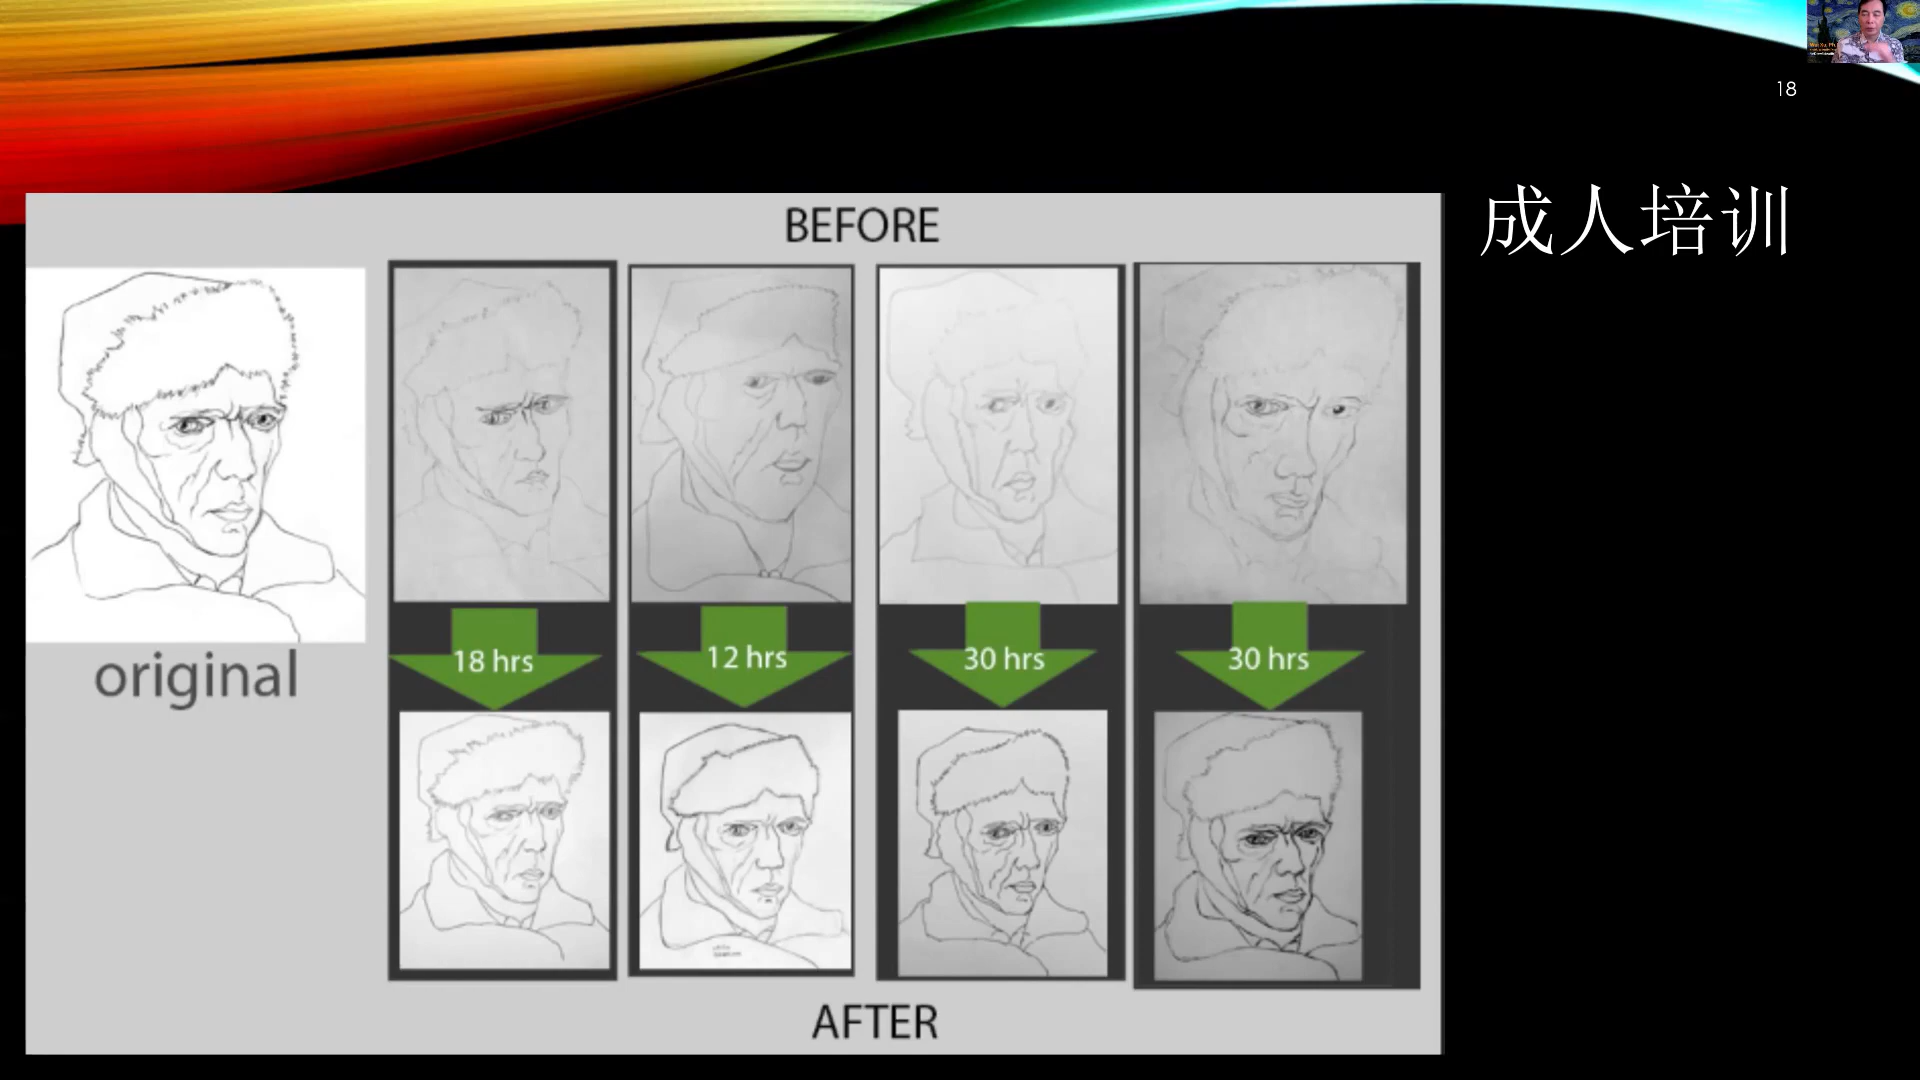 18
成人培训
BEFORE
original
18 hrs
12 hrs
30 hrs
30 hrs
AFTER